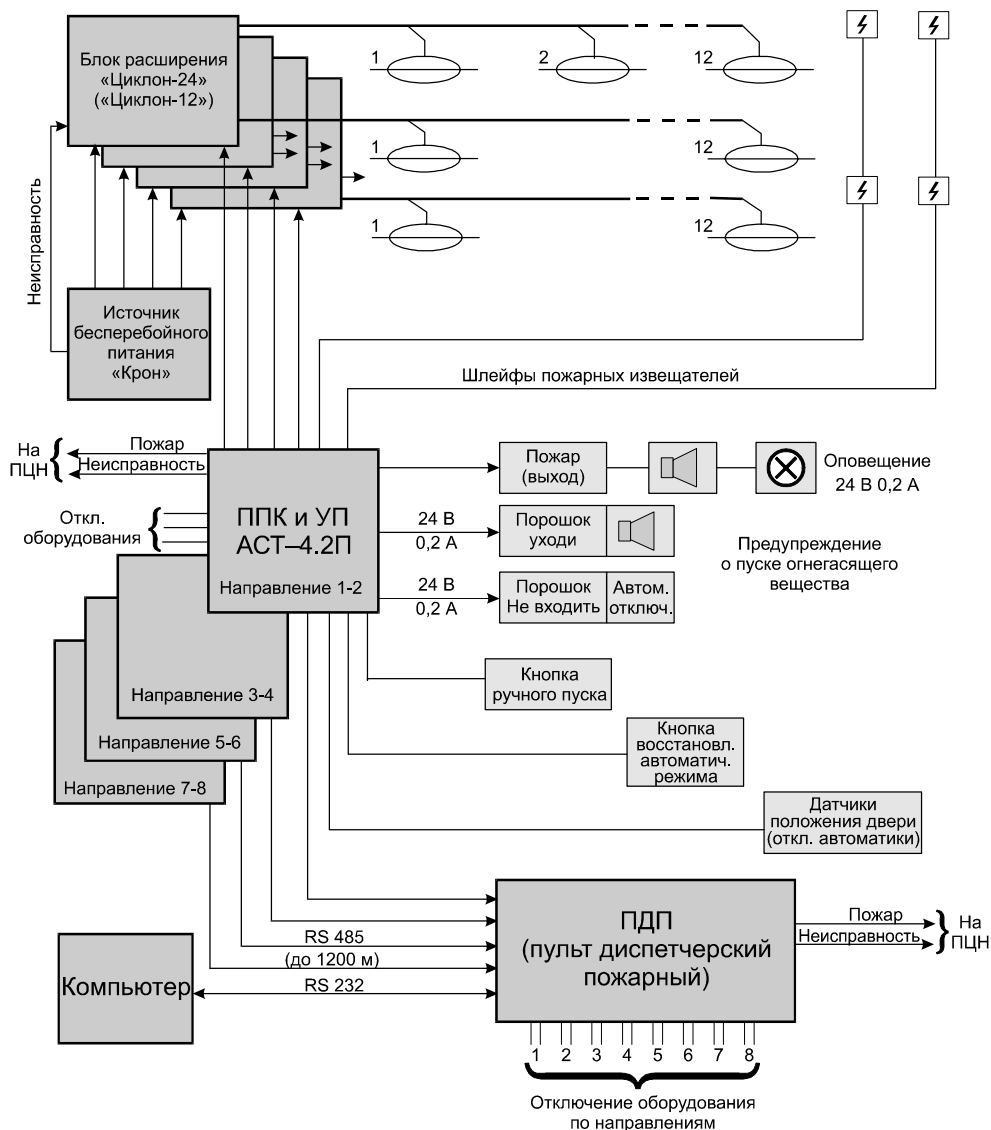 Блок расширения
«Циклон-24»
(«Циклон-12»)
1
2
12
1
12
1
12
Неисправность
Источник
бесперебойного
питания
«Крон»
Шлейфы пожарных извещателей
На
ПЦН
Пожар
Неисправность
Откл.
оборудования
ППК и УП
АСТ–4.2П
Направление 1-2
Направление 3-4
Направление 5-6
Направление 7-8
Пожар
(выход)
Оповещение
24 В 0,2 А
24 В
0,2 А
Порошок
уходи
24 В
0,2 А
Порошок
Не входить
Автом.
отключ.
Предупреждение
о пуске огнегасящего
вещества
Кнопка
ручного пуска
Кнопка
восстановл.
автоматич.
режима
Датчики
положения двери
(откл. автоматики)
ПДП
(пульт диспетчерский
пожарный)
Пожар
Неисправность
На
ПЦН
RS 485
(до 1200 м)
RS 232
Компьютер
1 2 3 4 5 6 7 8
Отключение оборудования
по направлениям